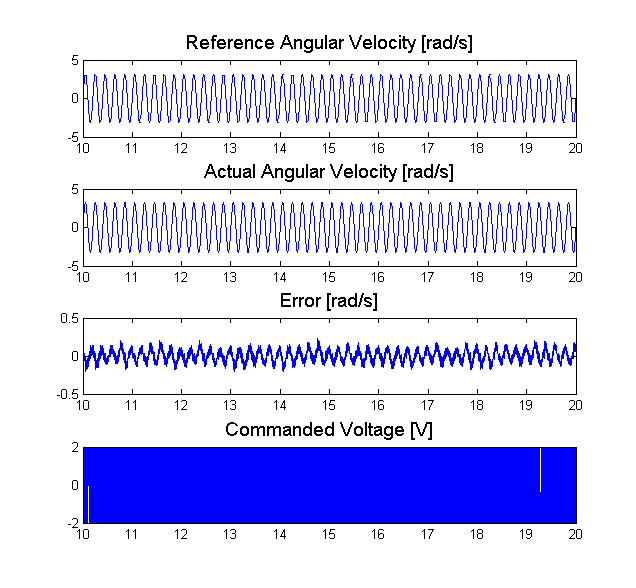 Reference Angular Velocity [rad/s]
5
0
-5
10 11 12 13 14 15 16 17 18 19 20
Actual Angular Velocity [rad/s]
5
0
-5
10 11 12 13 14 15 16 17 18 19 20
Error [rad/s]
0.5
0
-0.5
10 11 12 13 14 15 16 17 18 19 20
Commanded Voltage [V]
2
0
-2
10 11 12 13 14 15 16 17 18 19 20